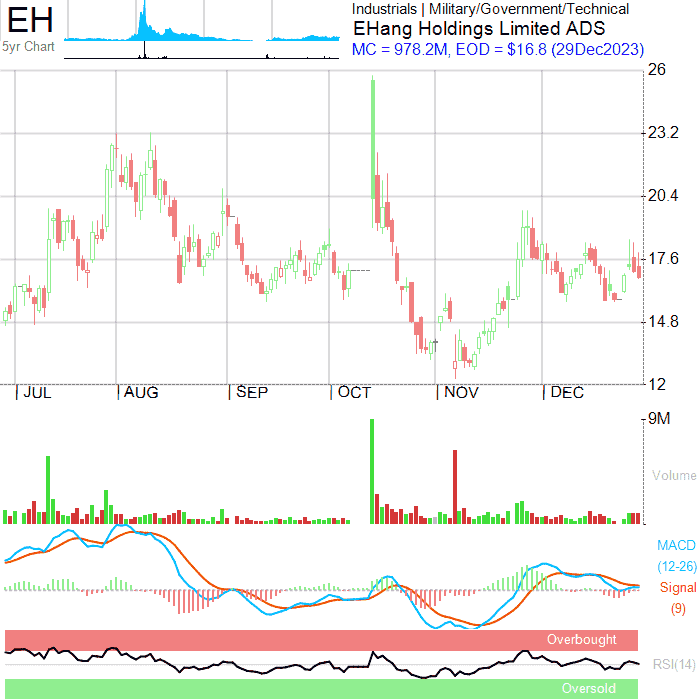 EH
5yr Chart
Industrials | Military/Government/Technical
EHang Holdings Limited ADS
MC = 978.2M, EOD = $16.8 (29Dec2023)
26
23.2
20.4
17.6
14.8
12
JUL AUG SEP OCT NOV DEC
9M
Volume
MACD
(12-26)
Signal
(9)
Overbought
RSI(14)
Oversold